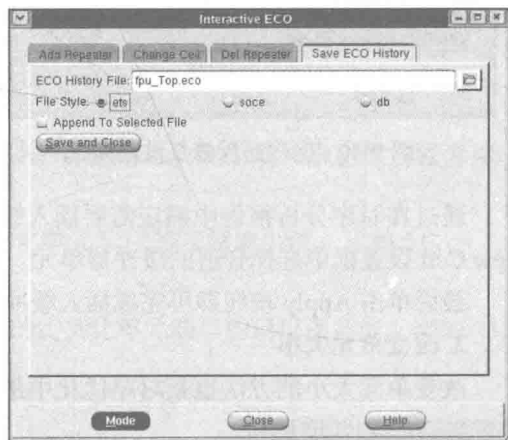 Interactive ECO
Add Repeater Change Cell Del Repeater Save ECO History
ECO History File: fpu_Top.eco
File Style: ets soce db
Append To Selected File
Save and Close
Mode Close Help